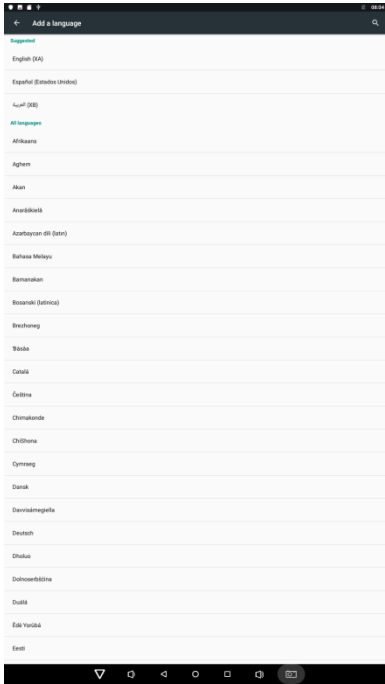 08:04
Add a language
Suggested
English (XA)
Español (Estados Unidos)
العربية (XB)
All languages
Afrikaans
Aghem
Akan
Anarâškielâ
Azərbaycan dili (latın)
Bahasa Melayu
Bamanakan
Bosanski (latinica)
Brezhoneg
Ɓàsàa
Català
Čeština
Chimakonde
ChiShona
Cymraeg
Dansk
Davvisámegiella
Deutsch
Dholuo
Dolnoserbšćina
Duálá
Èdè Yorùbá
Eesti